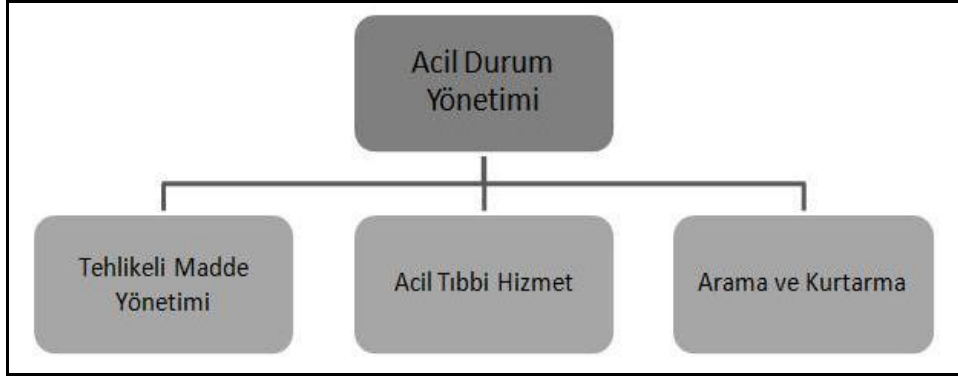 Acil Durum
Yönetimi
Tehlikeli Madde
Yönetimi
Acil Tıbbi Hizmet
Arama ve Kurtarma